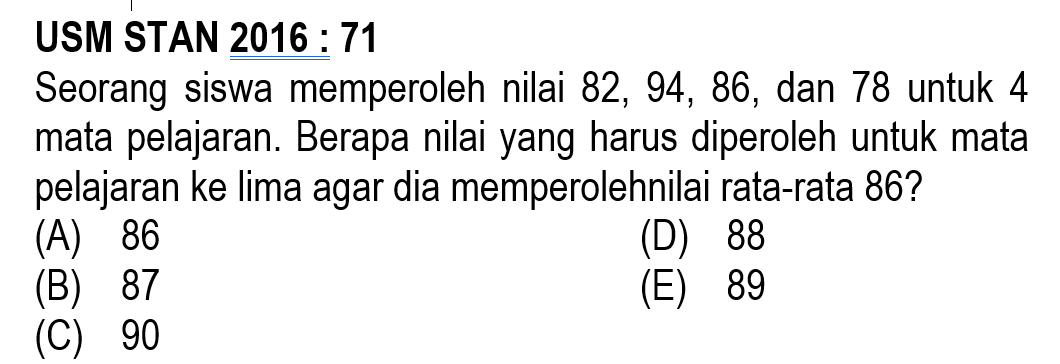 USM STAN 2016 : 71
Seorang siswa memperoleh nilai 82, 94, 86, dan 78 untuk 4
mata pelajaran. Berapa nilai yang harus diperoleh untuk mata
pelajaran ke lima agar dia memperolehnilai rata-rata 86?
(A) 86 (D) 88
(B) 87 (E) 89
(C) 90